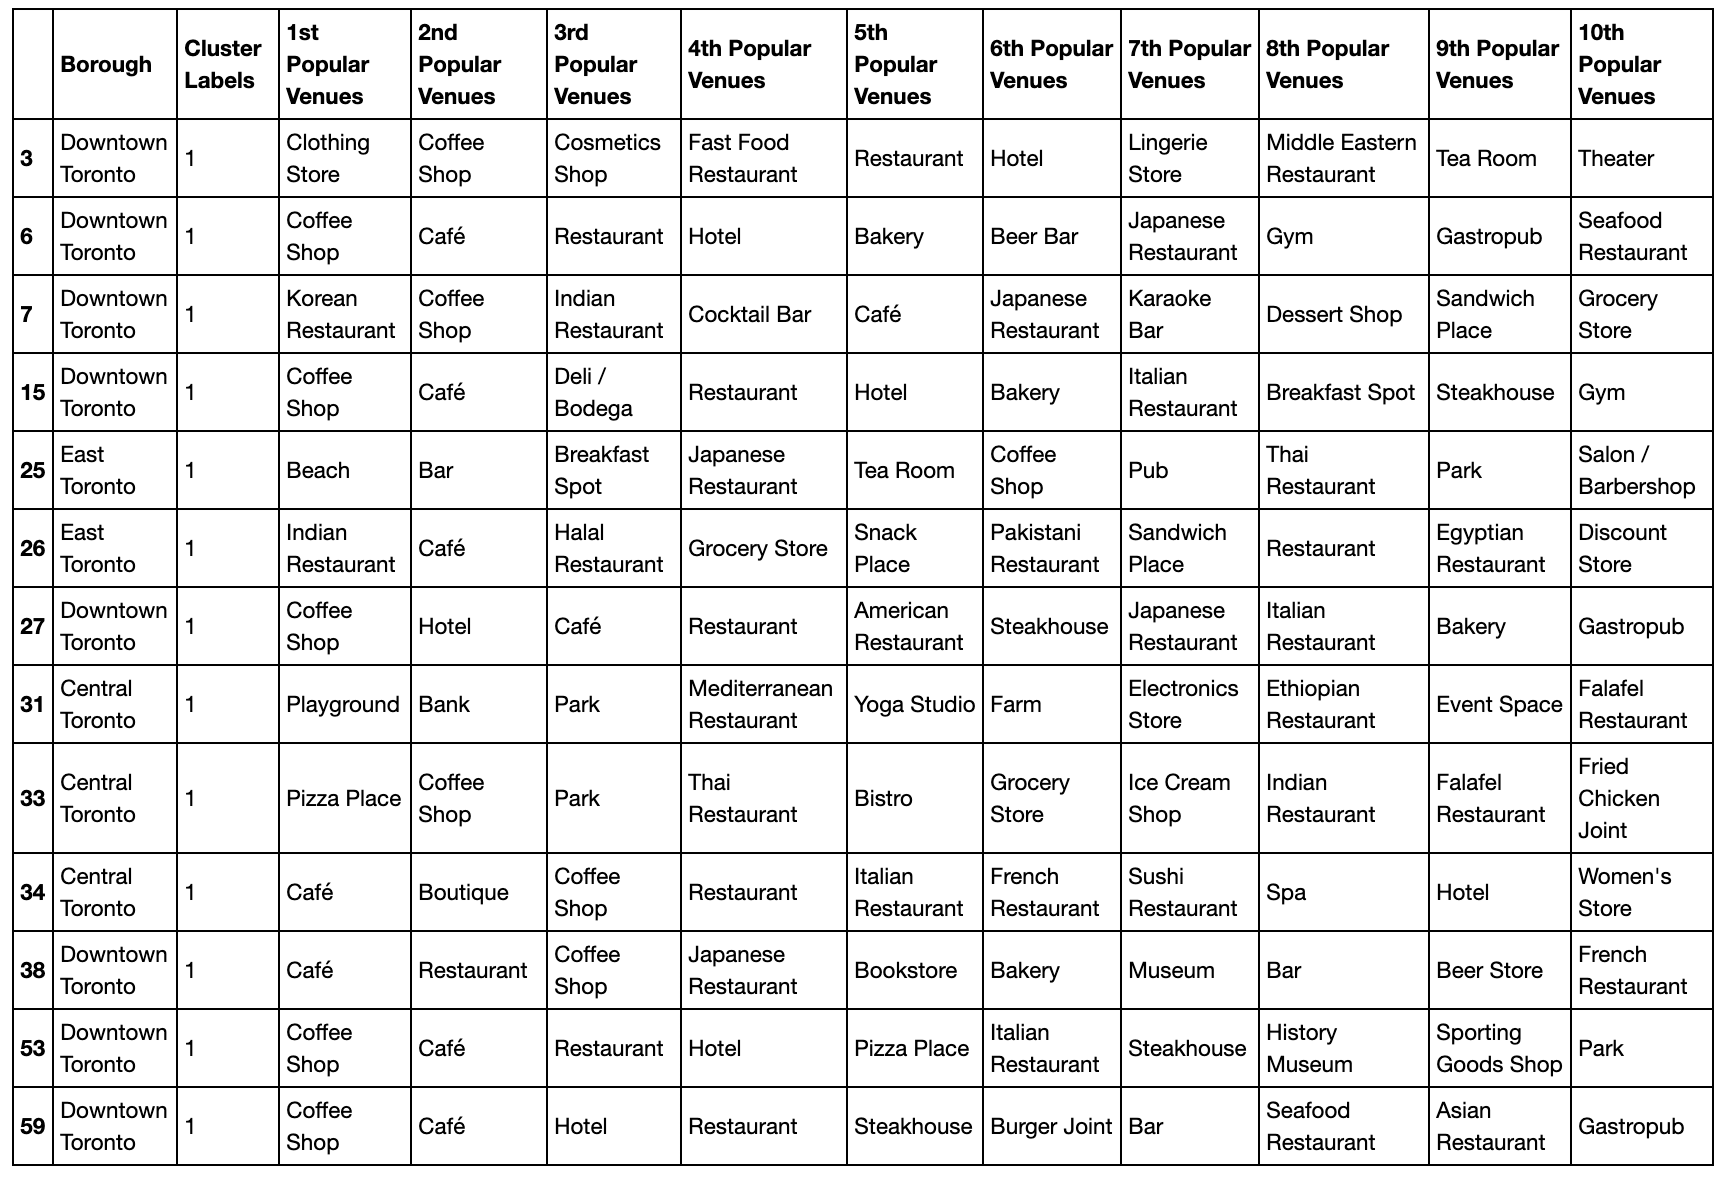 Borough
Cluster
Labels
1st
Popular
Venues
2nd
Popular
Venues
3rd
Popular
Venues
4th Popular
Venues
5th
Popular
Venues
6th Popular
Venues
7th Popular
Venues
8th Popular
Venues
9th Popular
Venues
10th
Popular
Venues
3
Downtown
Toronto
1
Clothing
Store
Coffee
Shop
Cosmetics
Shop
Fast Food
Restaurant
Restaurant
Hotel
Lingerie
Store
Middle Eastern
Restaurant
Tea Room
Theater
6
Downtown
Toronto
1
Coffee
Shop
Café
Restaurant
Hotel
Bakery
Beer Bar
Japanese
Restaurant
Gym
Gastropub
Seafood
Restaurant
7
Downtown
Toronto
1
Korean
Restaurant
Coffee
Shop
Indian
Restaurant
Cocktail Bar
Café
Japanese
Restaurant
Karaoke
Bar
Dessert Shop
Sandwich
Place
Grocery
Store
15
Downtown
Toronto
1
Coffee
Shop
Café
Deli /
Bodega
Restaurant
Hotel
Bakery
Italian
Restaurant
Breakfast Spot
Steakhouse
Gym
25
East
Toronto
1
Beach
Bar
Breakfast
Spot
Japanese
Restaurant
Tea Room
Coffee
Shop
Pub
Thai
Restaurant
Park
Salon /
Barbershop
26
East
Toronto
1
Indian
Restaurant
Café
Halal
Restaurant
Grocery Store
Snack
Place
Pakistani
Restaurant
Sandwich
Place
Restaurant
Egyptian
Restaurant
Discount
Store
27
Downtown
Toronto
1
Coffee
Shop
Hotel
Café
Restaurant
American
Restaurant
Steakhouse
Japanese
Restaurant
Italian
Restaurant
Bakery
Gastropub
31
Central
Toronto
1
Playground
Bank
Park
Mediterranean
Restaurant
Yoga Studio
Farm
Electronics
Store
Ethiopian
Restaurant
Event Space
Falafel
Restaurant
33
Central
Toronto
1
Pizza Place
Coffee
Shop
Park
Thai
Restaurant
Bistro
Grocery
Store
Ice Cream
Shop
Indian
Restaurant
Falafel
Restaurant
Fried
Chicken
Joint
34
Central
Toronto
1
Café
Boutique
Coffee
Shop
Restaurant
Italian
Restaurant
French
Restaurant
Sushi
Restaurant
Spa
Hotel
Women's
Store
38
Downtown
Toronto
1
Café
Restaurant
Coffee
Shop
Japanese
Restaurant
Bookstore
Bakery
Museum
Bar
Beer Store
French
Restaurant
53
Downtown
Toronto
1
Coffee
Shop
Café
Restaurant
Hotel
Pizza Place
Italian
Restaurant
Steakhouse
History
Museum
Sporting
Goods Shop
Park
59
Downtown
Toronto
1
Coffee
Shop
Café
Hotel
Restaurant
Steakhouse
Burger Joint
Bar
Seafood
Restaurant
Asian
Restaurant
Gastropub